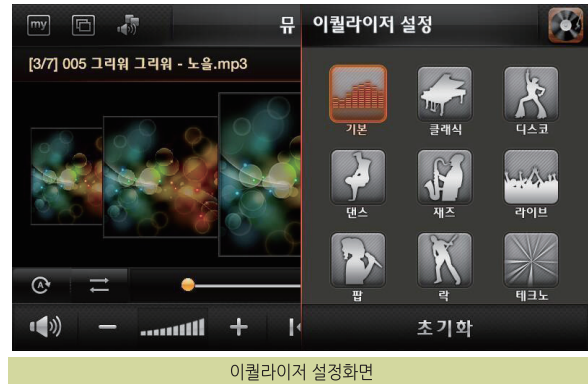 my
뮤
이퀄라이저 설정
[3/7] 005 그리워 그리워 - 노을.mp3
기본
클래식
디스코
댄스
재즈
라이브
팝
락
테크노
A
초기화
이퀄라이저 설정화면